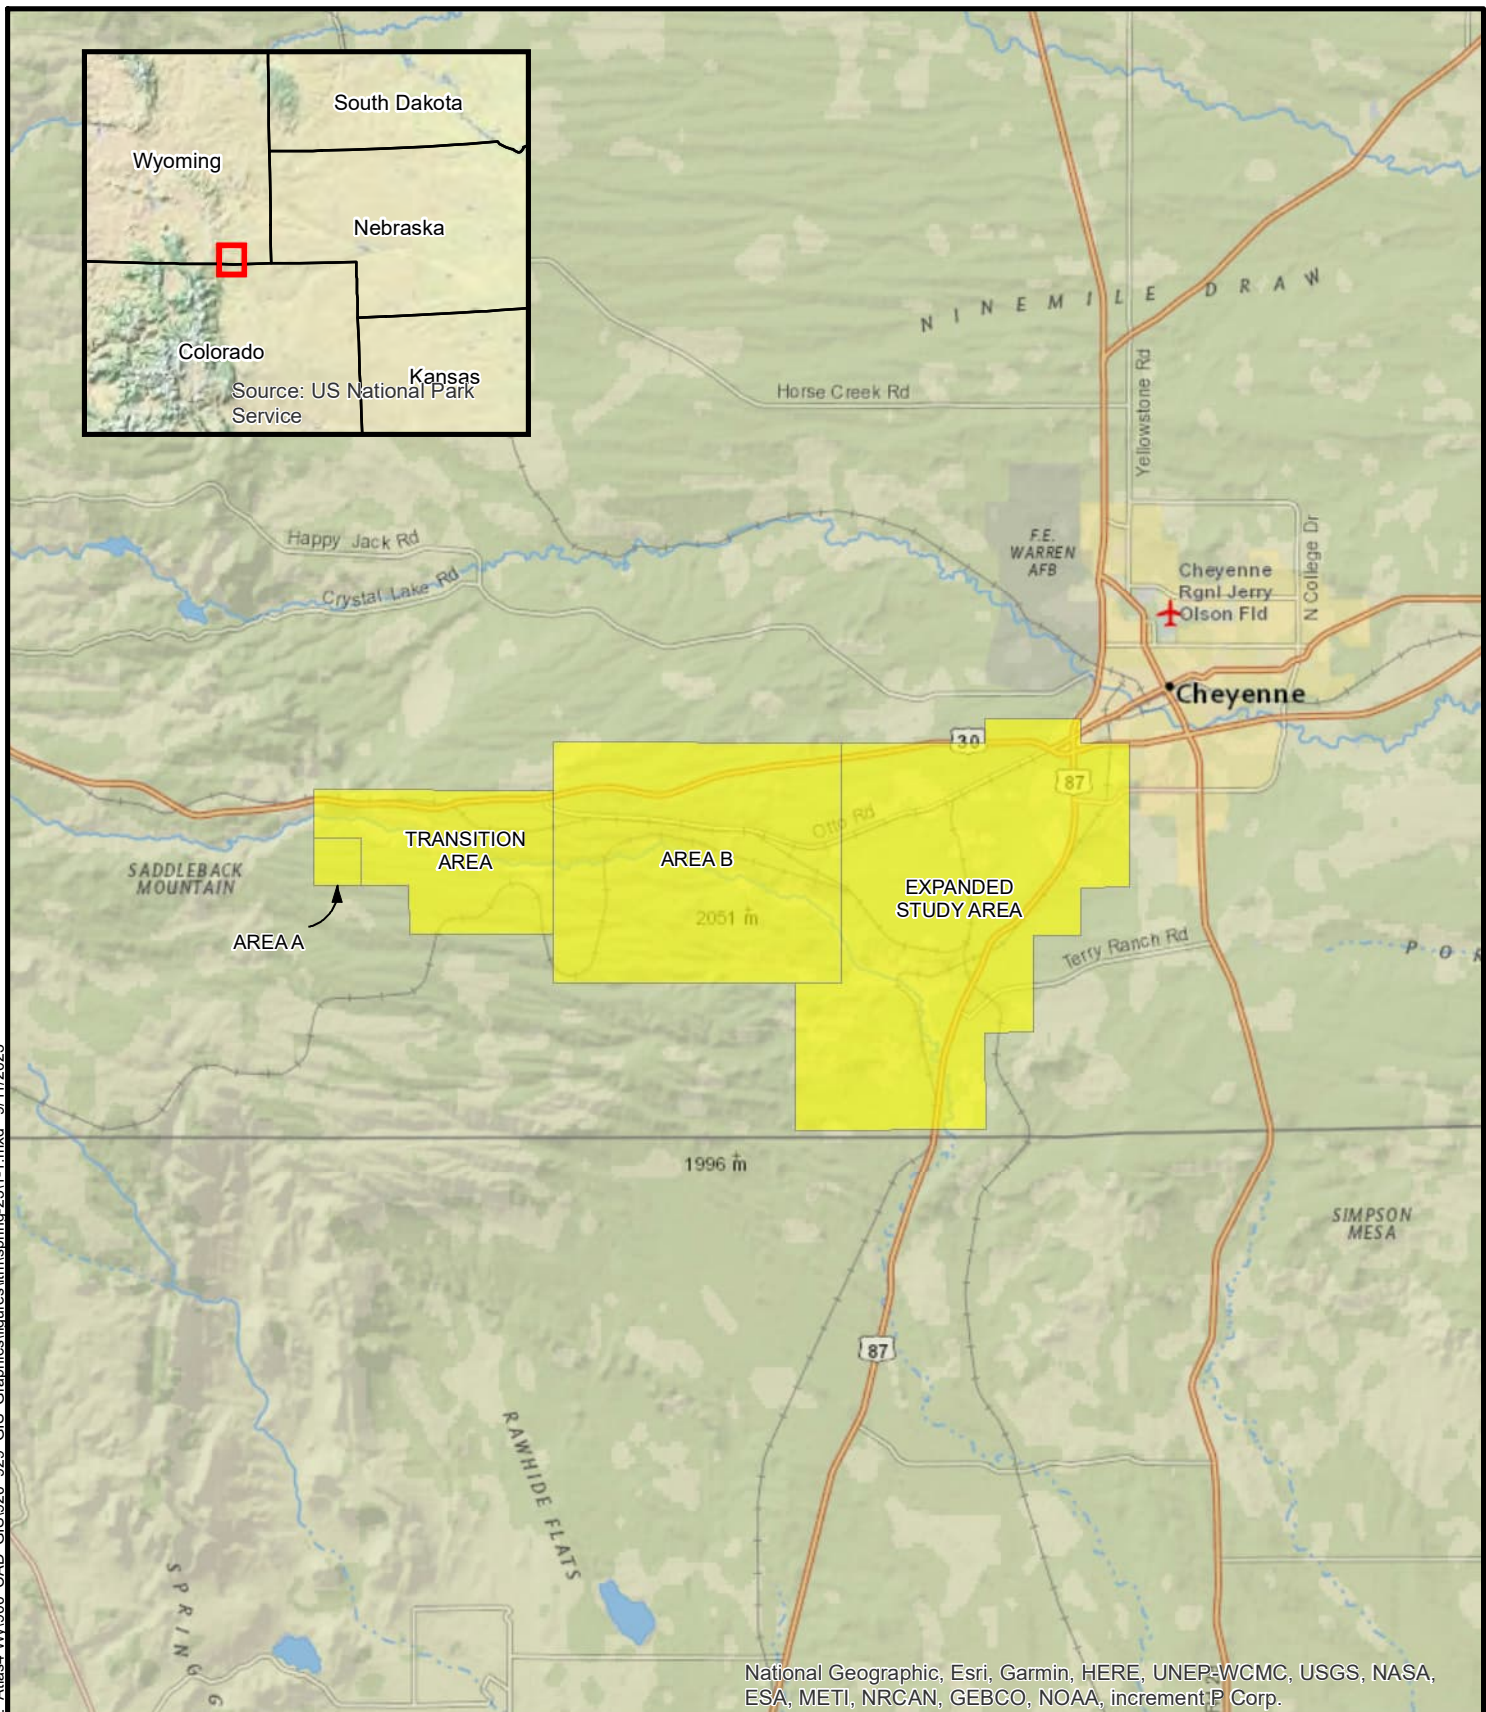 South Dakota
Wyoming
Nebraska
Colorado
Kansas
Source: US National Park
Service
NINEMILE DRAW
Yellowstone Rd
Horse Creek Rd
Happy Jack Rd
Crystal Lake Rd
F.E.
WARREN
AFB
N College Dr
Cheyenne
Rgnl Jerry
Olson Fld
Cheyenne
30
87
Otto Rd
TRANSITION
AREA
AREA B
SADDLEBACK
MOUNTAIN
EXPANDED
STUDY AREA
2051 m
AREA A
Terry Ranch Rd
1996 m
SIMPSON
MESA
87
RAWHIDE FLATS
SPRING
National Geographic, Esri, Garmin, HERE, UNEP-WCMC, USGS, NASA,
ESA, METI, NRCAN, GEBCO, NOAA, increment P Corp.